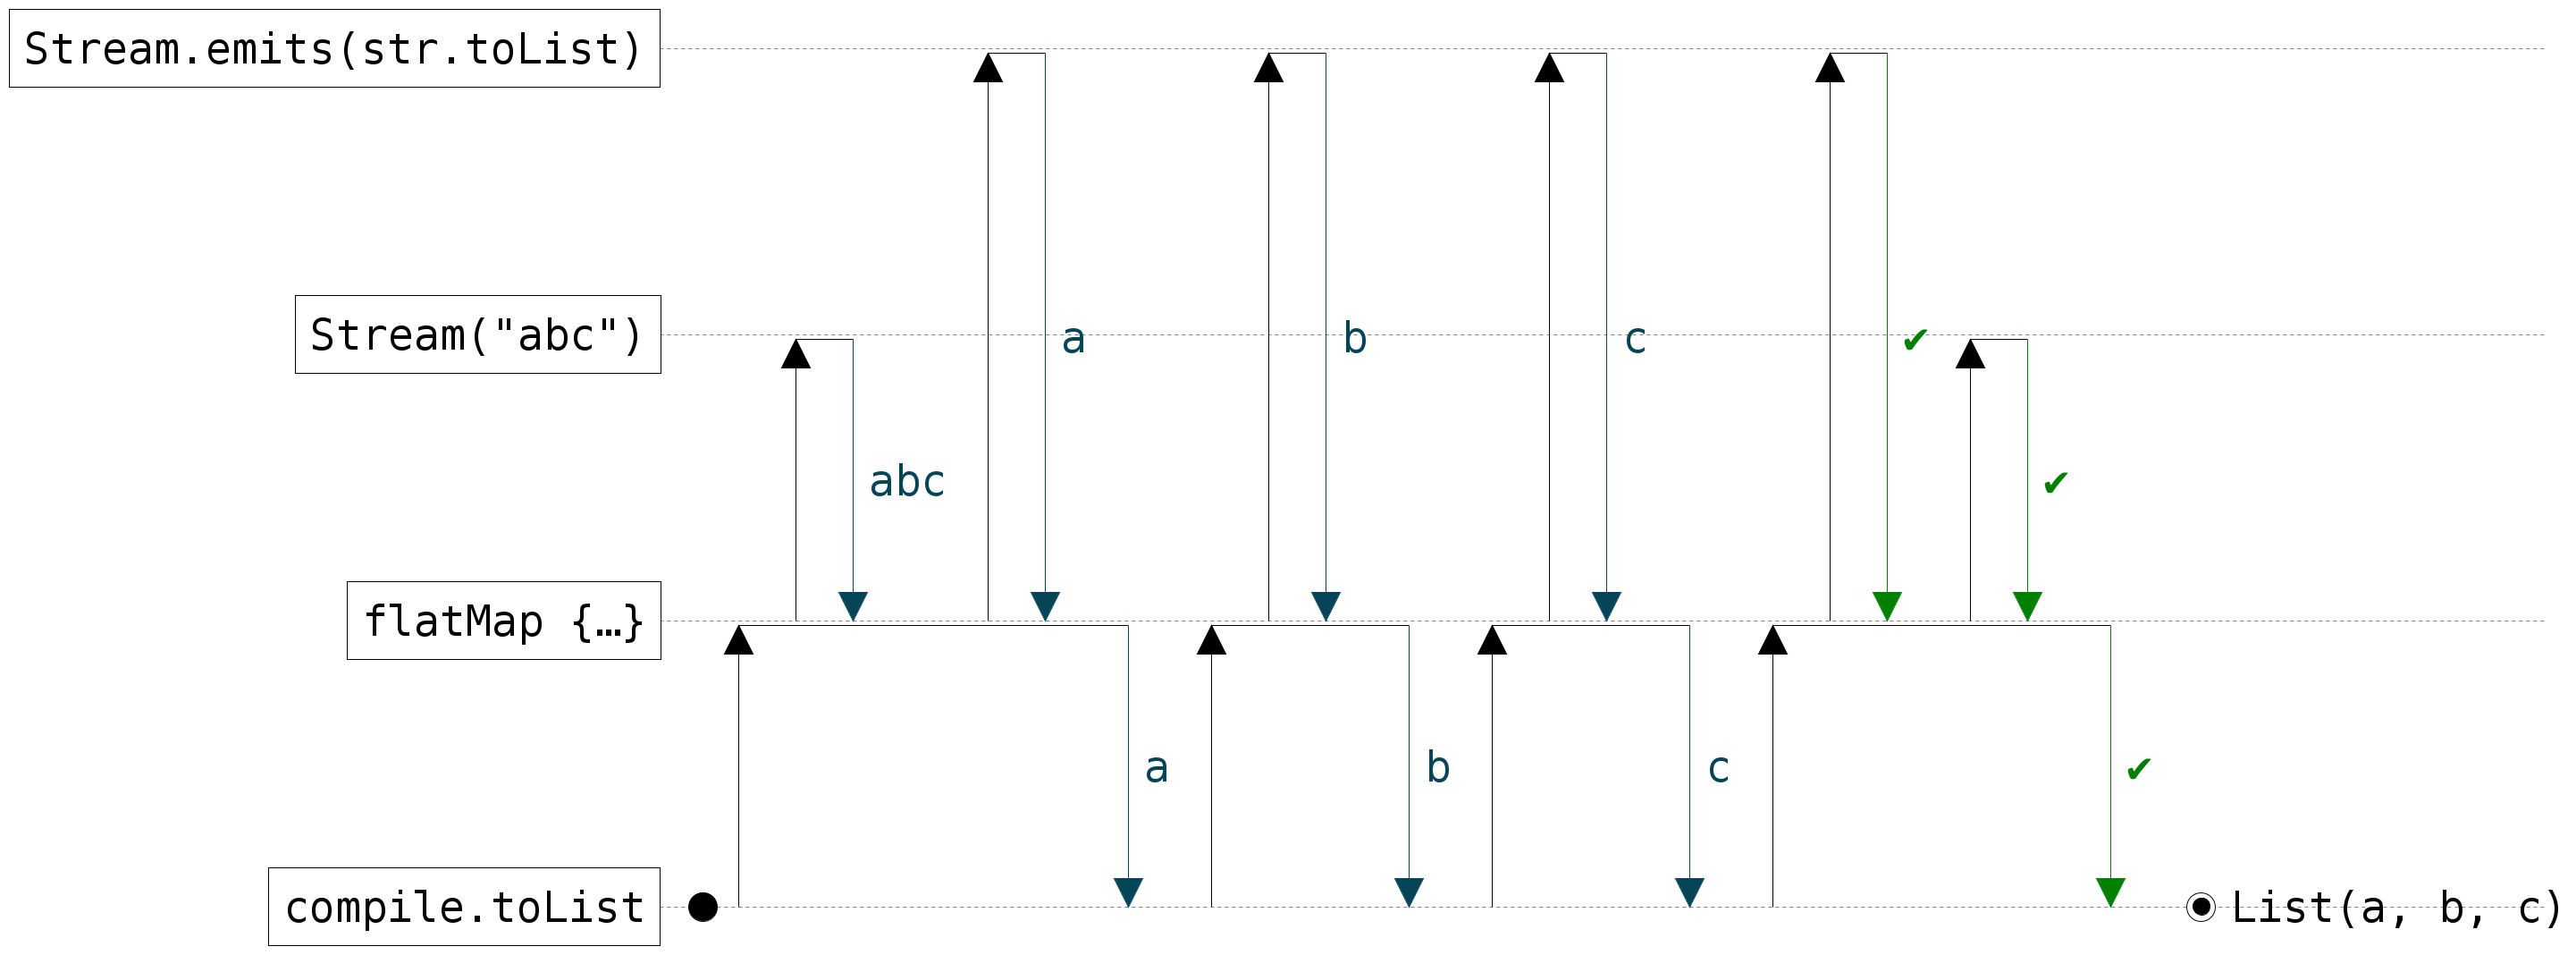 Stream.emits(str.toList)
Stream("abc")
a
b
c
✔
abc
✔
flatMap {…}
a
b
c
✔
compile.toList
List(a, b, c)